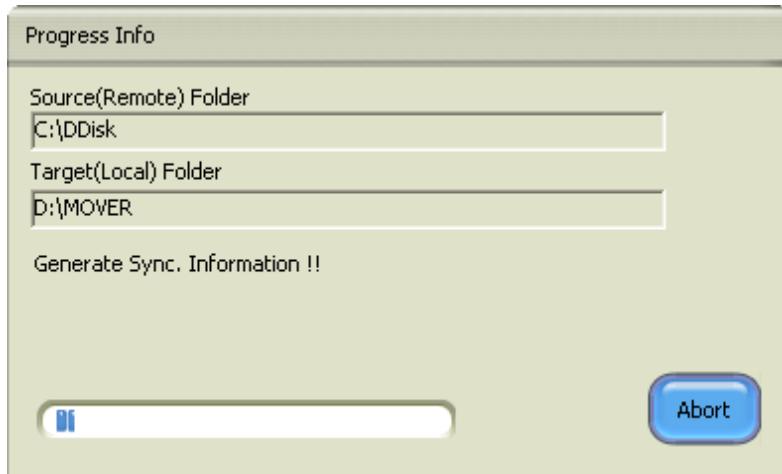 Progress Info
Source(Remote) Folder
C:\DDisk
Target(Local) Folder
D:\MOVER
Generate Sync. Information !!
Abort